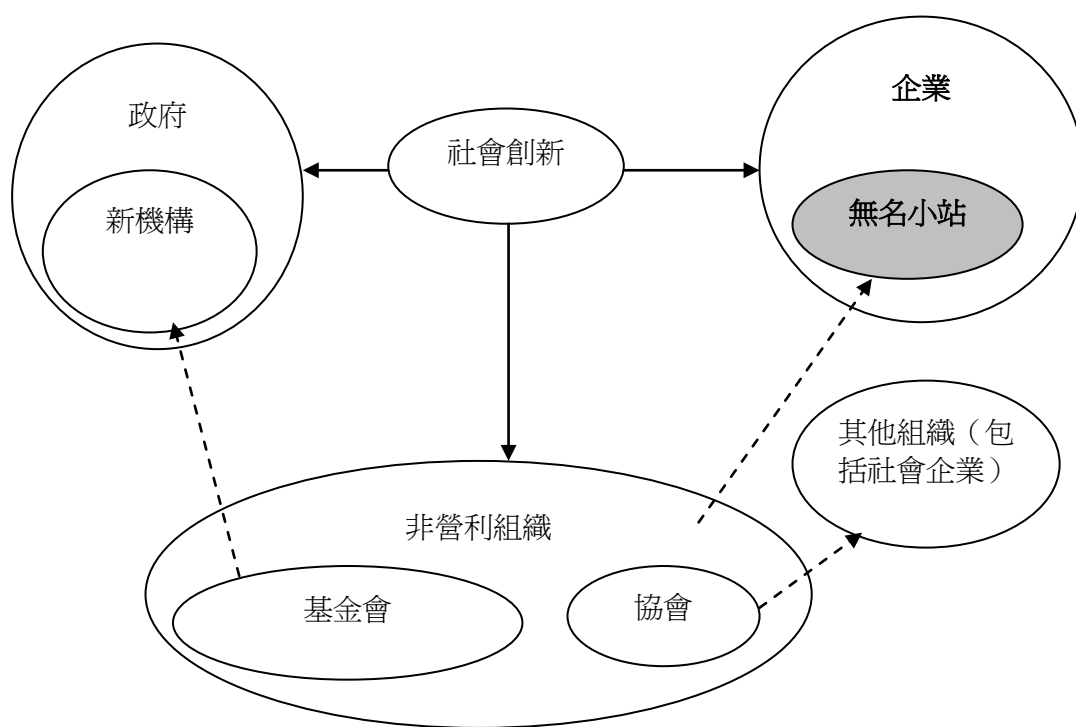 政府
企業
社會創新
新機構
無名小站
其他組織（包
括社會企業）
非營利組織
基金會
協會